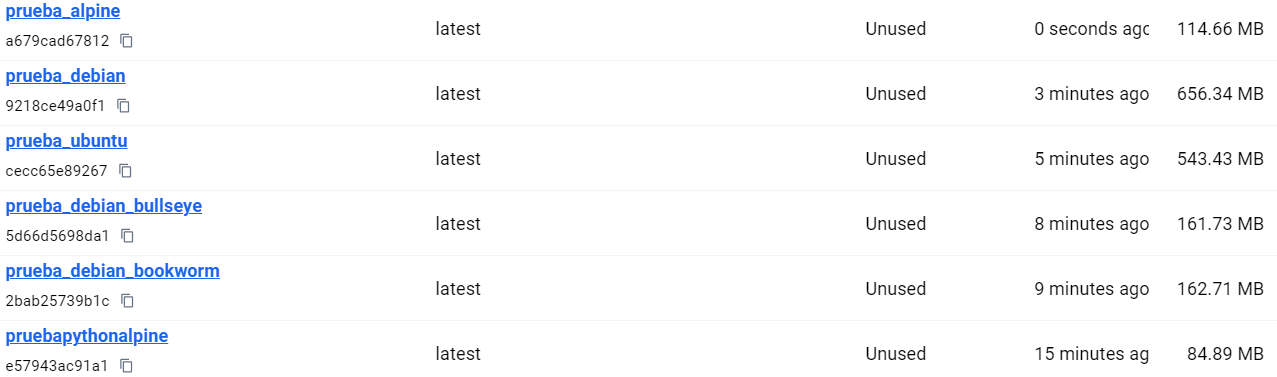 prueba_alpine
a679cad67812
latest Unused 0 seconds agc 114.66 MB
prueba_debian
9218ce49a0f1
latest Unused 3 minutes ago 656.34 MB
prueba_ubuntu
cecc65e89267
latest Unused 5 minutes ago 543.43 MB
prueba_debian_bullseye
5d66d5698da1
latest Unused 8 minutes ago 161.73 MB
prueba_debian_bookworm
2bab25739b1c
latest Unused 9 minutes ago 162.71 MB
pruebapythonalpine
e57943ac91a1
latest Unused 15 minutes ag 84.89 MB